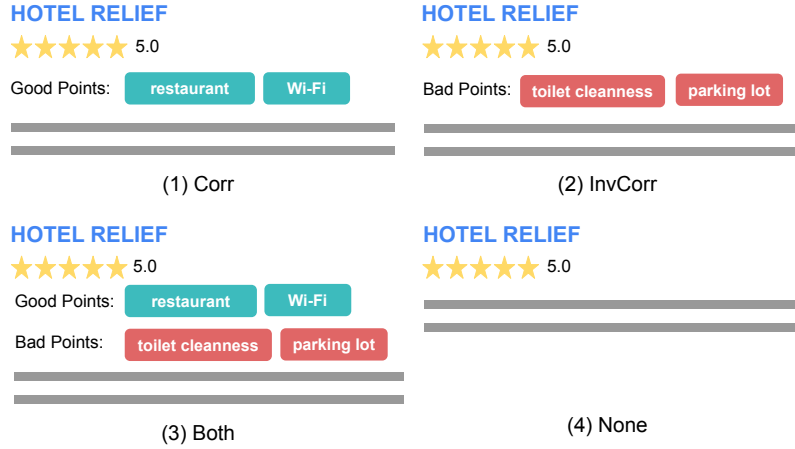 HOTEL RELIEF
5.0
Good Points: restaurant Wi-Fi
(1) Corr
HOTEL RELIEF
5.0
Bad Points: toilet cleanness parking lot
(2) InvCorr
HOTEL RELIEF
5.0
Good Points: restaurant Wi-Fi
Bad Points: toilet cleanness parking lot
(3) Both
HOTEL RELIEF
5.0
(4) None